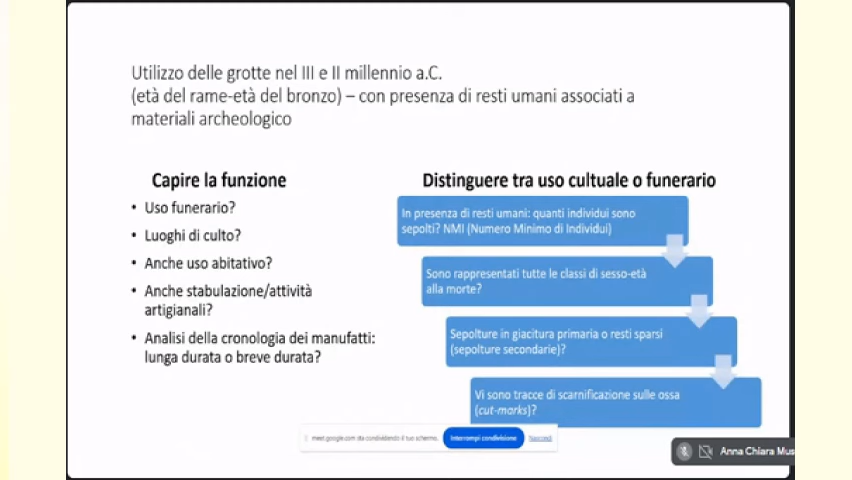 Utilizzo delle grotte nel III e II millennio a.C.
(età del rame-età del bronzo) – con presenza di resti umani associati a
materiali archeologico
Capire la funzione
• Uso funerario?
• Luoghi di culto?
• Anche uso abitativo?
• Anche stabulazione/attività
artigianali?
• Analisi della cronologia dei manufatti:
lunga durata o breve durata?
Distinguere tra uso cultuale o funerario
In presenza di resti umani: quanti individui sono
sepolti? NMI (Numero Minimo di Individui)
Sono rappresentati tutte le classi di sesso-età
alla morte?
Sepolture in giacitura primaria o resti sparsi
(sepolture secondarie)?
Vi sono tracce di scarnificazione sulle ossa
(cut-marks)?
meet.google.com sta condividendo il tuo schermo.
Interrompi condivisione
Nascondi
Anna Chiara Mus